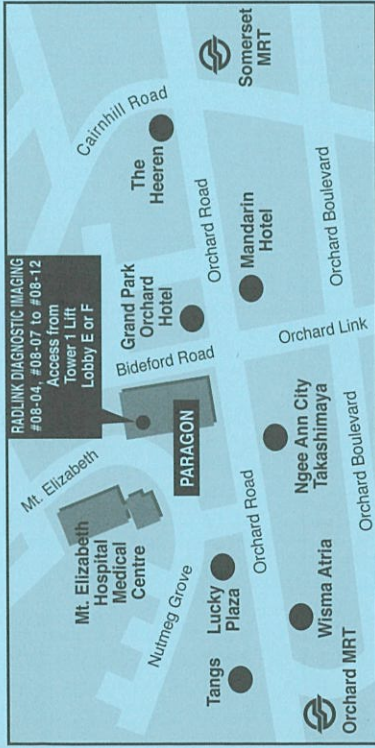 RADLINK DIAGNOSTIC IMAGING
#08-04, #08-07 to #08-12
Access from
Tower 1 Lift
Lobby E or F
Mt. Elizabeth
Mt. Elizabeth
Hospital
Medical
Centre
Nutmeg Grove
PARAGON
Bideford Road
Grand Park
Orchard
Hotel
The
Heeren
Cairnhill Road
Tangs
Lucky
Plaza
Orchard Road
Orchard Road
Mandarin
Hotel
Somerset
MRT
Orchard MRT
Wisma Atria
Ngee Ann City
Takashimaya
Orchard Link
Orchard Boulevard
Orchard Boulevard